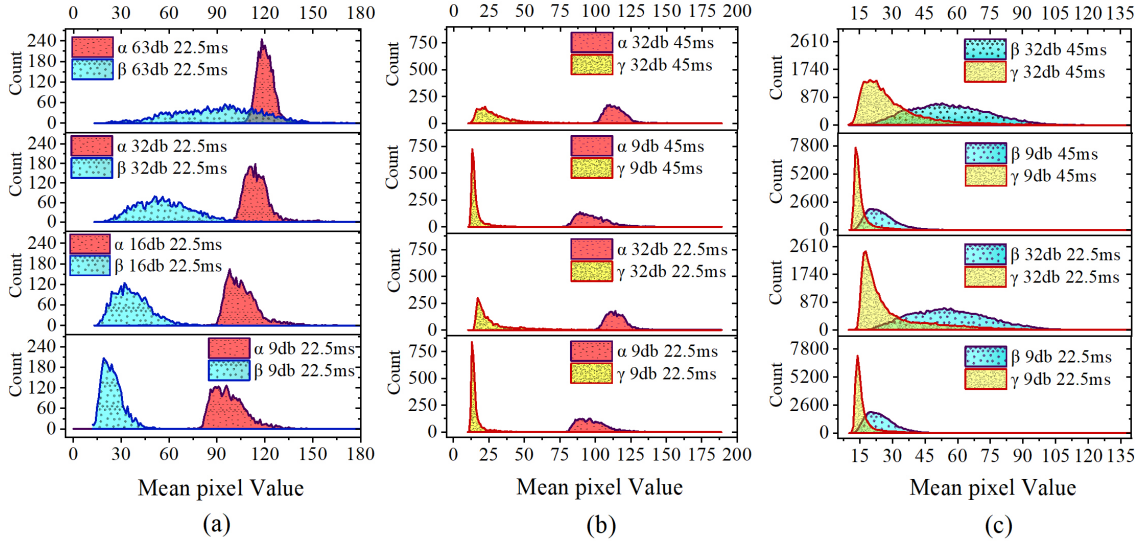 0 30 60 90 120 150 180
240
180
120
60
0
Count
α 63db 22.5ms
β 63db 22.5ms
240
180
120
60
0
Count
α 32db 22.5ms
β 32db 22.5ms
240
180
120
60
0
Count
α 16db 22.5ms
β 16db 22.5ms
240
180
120
60
0
Count
α 9db 22.5ms
β 9db 22.5ms
0 30 60 90 120 150 180
Mean pixel Value
(a)
0 25 50 75 100 125 150 175 200
750
500
250
0
Count
α 32db 45ms
γ 32db 45ms
750
500
250
0
Count
α 9db 45ms
γ 9db 45ms
750
500
250
0
Count
α 32db 22.5ms
γ 32db 22.5ms
750
500
250
0
Count
α 9db 22.5ms
γ 9db 22.5ms
0 25 50 75 100 125 150 175 200
Mean pixel Value
(b)
15 30 45 60 75 90 105 120 135
2610
1740
870
0
Count
β 32db 45ms
γ 32db 45ms
7800
5200
2600
0
Count
β 9db 45ms
γ 9db 45ms
2610
1740
870
0
Count
β 32db 22.5ms
γ 32db 22.5ms
7800
5200
2600
0
Count
β 9db 22.5ms
γ 9db 22.5ms
15 30 45 60 75 90 105 120 135
Mean pixel Value
(c)